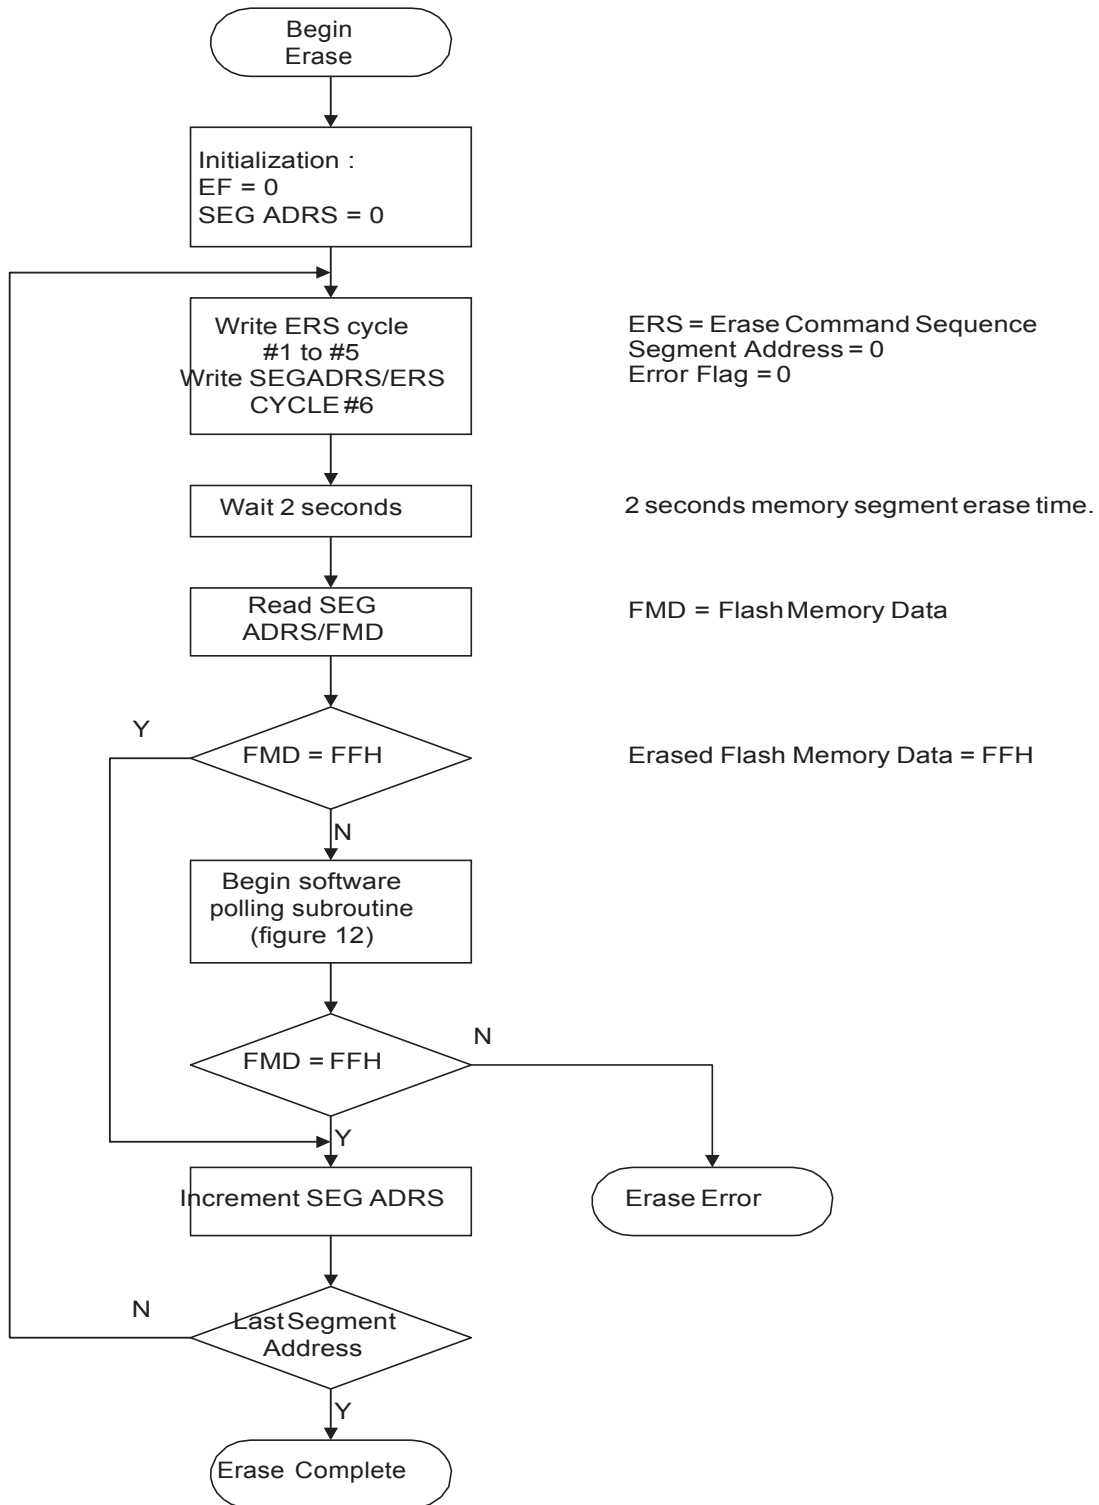 Begin
Erase
Initialization :
EF = 0
SEG ADRS = 0
Write ERS cycle
#1 to #5
Write SEGADRS/ERS
CYCLE #6
ERS = Erase Command Sequence
Segment Address = 0
Error Flag = 0
Wait 2 seconds
2 seconds memory segment erase time.
Read SEG
ADRS/FMD
FMD = Flash Memory Data
Y
FMD = FFH
Erased Flash Memory Data = FFH
N
Begin software
polling subroutine
(figure 12)
N
FMD = FFH
Y
Increment SEG ADRS
Erase Error
N
Last Segment
Address
Y
Erase Complete